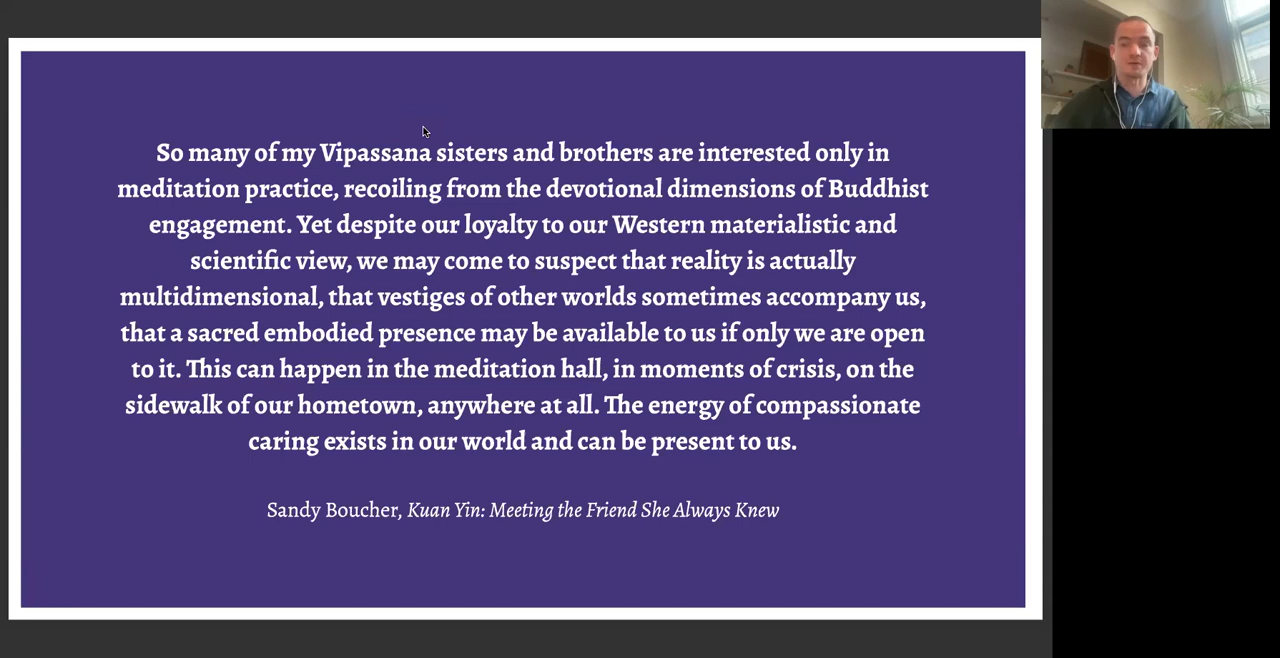 So many of my Vipassana sisters and brothers are interested only in
meditation practice, recoiling from the devotional dimensions of Buddhist
engagement. Yet despite our loyalty to our Western materialistic and
scientific view, we may come to suspect that reality is actually
multidimensional, that vestiges of other worlds sometimes accompany us,
that a sacred embodied presence may be available to us if only we are open
to it. This can happen in the meditation hall, in moments of crisis, on the
sidewalk of our hometown, anywhere at all. The energy of compassionate
caring exists in our world and can be present to us.
Sandy Boucher, Kuan Yin: Meeting the Friend She Always Knew